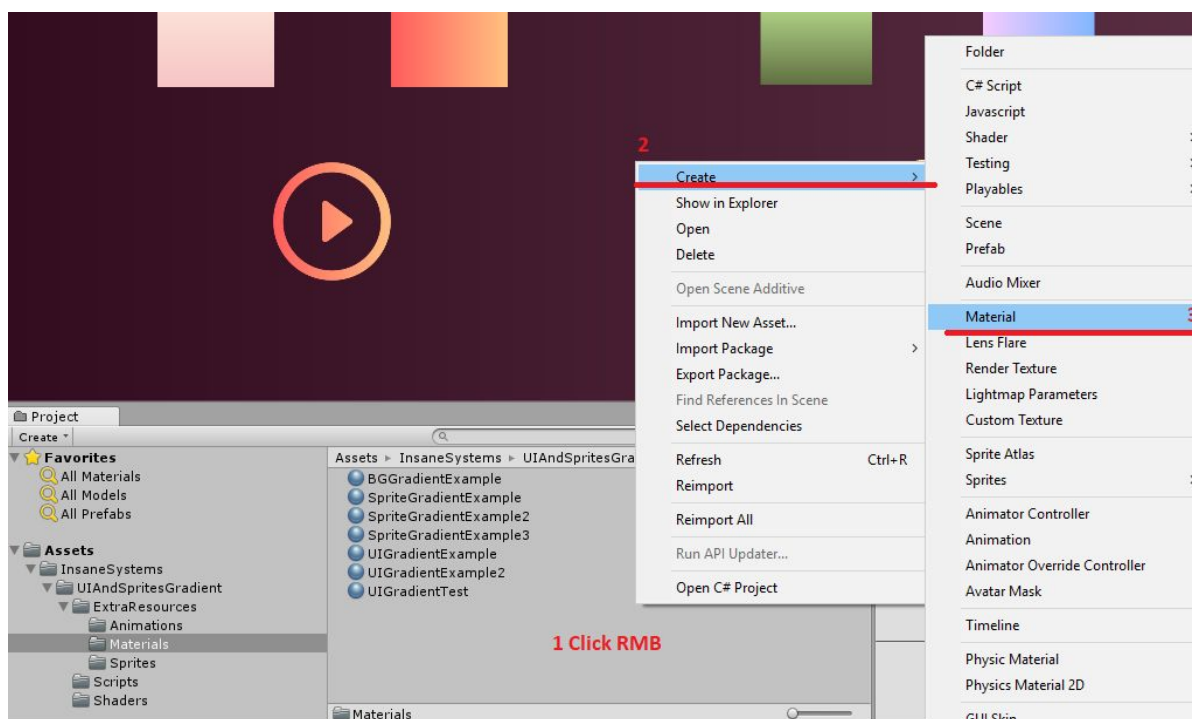 2
Create
Show in Explorer
Open
Delete
Open Scene Additive
Import New Asset...
Import Package
Export Package...
Find References In Scene
Select Dependencies
Refresh Ctrl+R
Reimport
Reimport All
Run API Updater...
Open C# Project
Folder
C# Script
Javascript
Shader
Testing
Playables
Scene
Prefab
Audio Mixer
Material 3
Lens Flare
Render Texture
Lightmap Parameters
Custom Texture
Sprite Atlas
Sprites
Animator Controller
Animation
Animator Override Controller
Avatar Mask
Timeline
Physic Material
Physics Material 2D
GUI Skin
Project
Create
Favorites
All Materials
All Models
All Prefabs
Assets
InsaneSystems
UIAndSpritesGradient
ExtraResources
Animations
Materials
Sprites
Scripts
Shaders
Assets InsaneSystems UIAndSpritesGra
BGGradientExample
SpriteGradientExample
SpriteGradientExample2
SpriteGradientExample3
UIGradientExample
UIGradientExample2
UIGradientTest
1 Click RMB
Materials